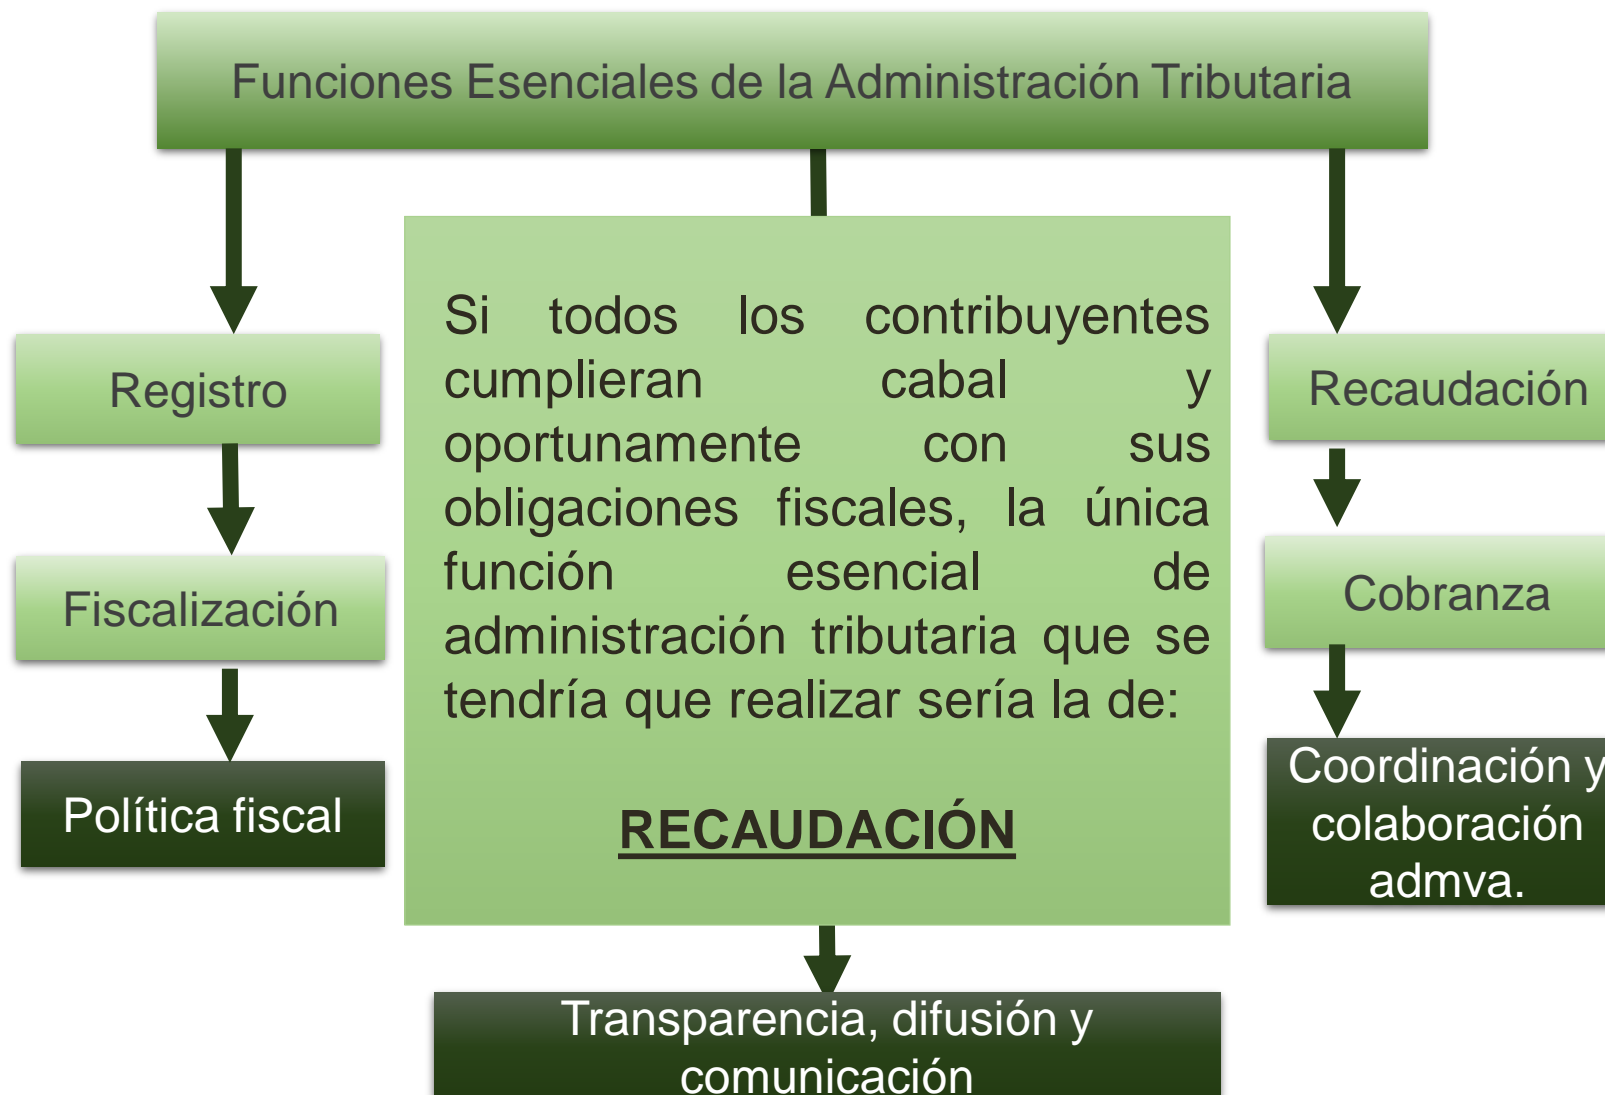 Funciones Esenciales de la Administración Tributaria
Registro
Fiscalización
Política fiscal
Si todos los contribuyentes
cumplieran cabal y
oportunamente con sus
obligaciones fiscales, la única
función esencial de
administración tributaria que se
tendría que realizar sería la de:
RECAUDACIÓN
Transparencia, difusión y
comunicación
Recaudación
Cobranza
Coordinación y
colaboración
admva.